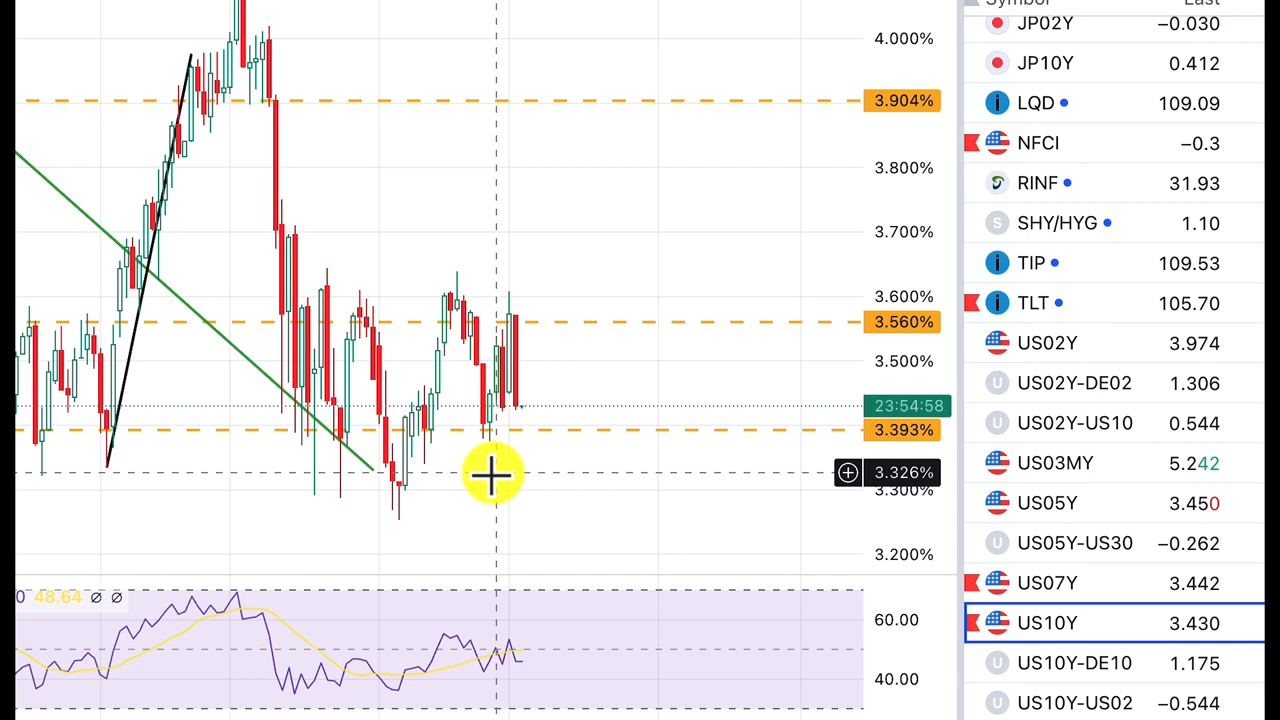 Symbol Last
4.000%
3.904%
3.800%
3.700%
3.600%
3.560%
3.500%
23:54:58
3.393%
3.326%
3.300%
3.200%
0 48.64 ∅ ∅
60.00
40.00
JP02Y −0.030
JP10Y 0.412
LQD 109.09
NFCI −0.3
RINF 31.93
S SHY/HYG 1.10
TIP 109.53
TLT 105.70
US02Y 3.974
U US02Y-DE02 1.306
U US02Y-US10 0.544
US03MY 5.242
US05Y 3.450
U US05Y-US30 −0.262
US07Y 3.442
US10Y 3.430
U US10Y-DE10 1.175
U US10Y-US02 −0.544